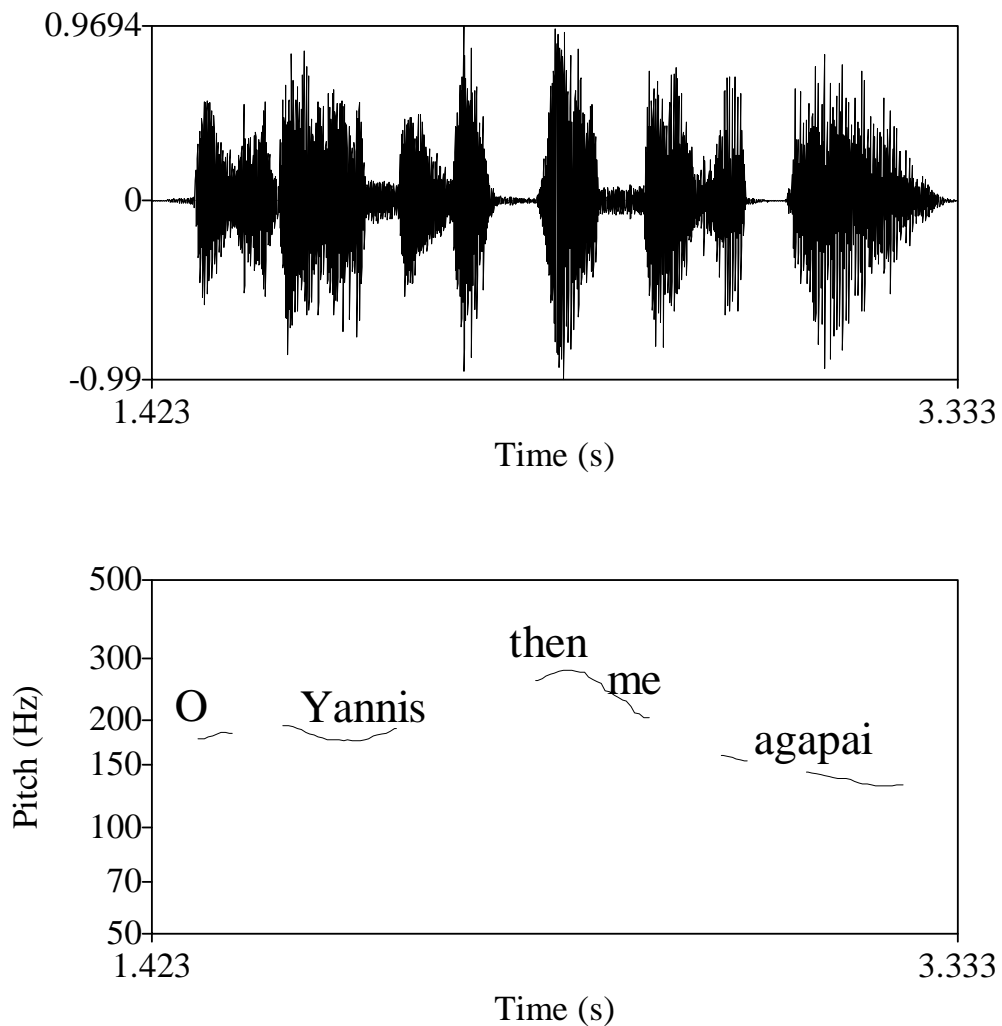 0.9694
0
-0.99
1.423 3.333
Time (s)
500
300
200
150
100
70
50
Pitch (Hz)
then
me
O Yannis
agapai
1.423 3.333
Time (s)